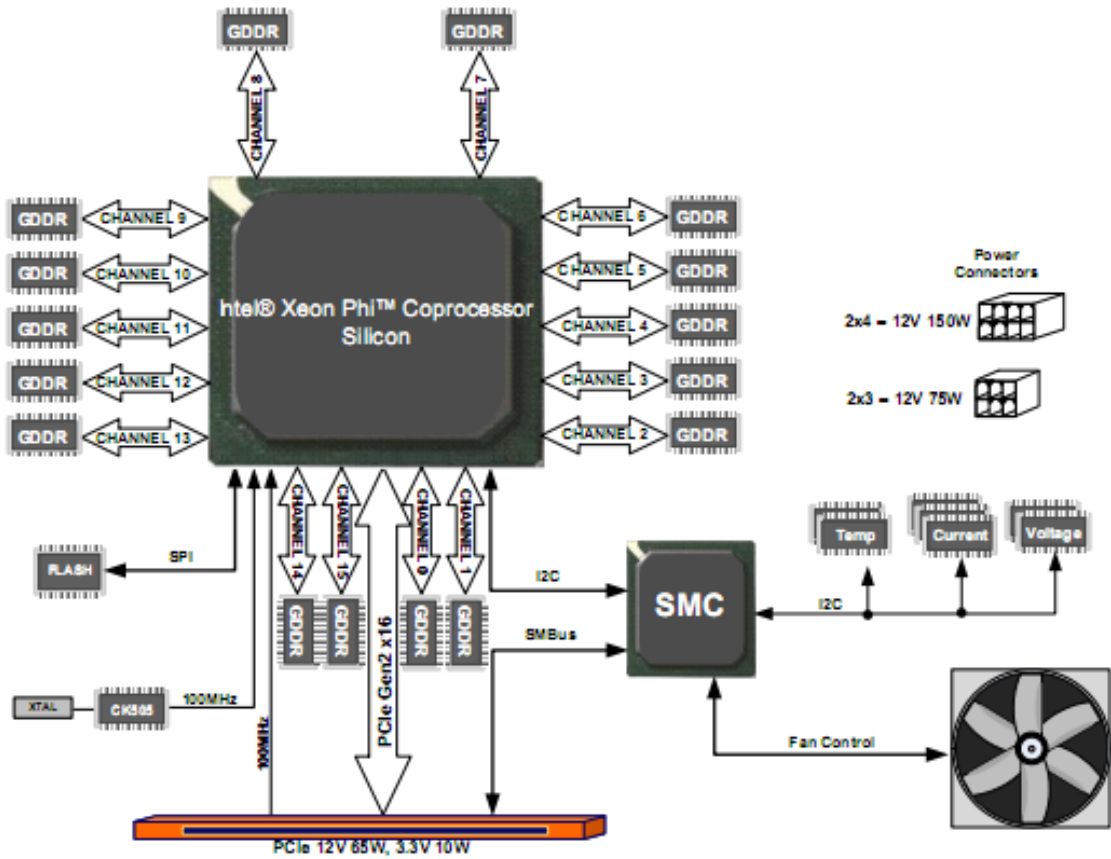 GDDR
GDDR
CHANNEL 8
CHANNEL 7
GDDR
CHANNEL 9
CHANNEL 6
GDDR
GDDR
CHANNEL 10
CHANNEL 5
GDDR
GDDR
CHANNEL 11
CHANNEL 4
GDDR
GDDR
CHANNEL 12
CHANNEL 3
GDDR
GDDR
CHANNEL 13
CHANNEL 2
GDDR
Intel® Xeon Phi™ Coprocessor
Silicon
Power
Connectors
2x4 = 12V 150W
2x3 = 12V 75W
CHANNEL 14
CHANNEL 15
CHANNEL 0
CHANNEL 1
GDDR
GDDR
GDDR
GDDR
FLASH
SPI
XTAL
CK505
100MHz
100MHz
PCIe Gen2 x16
I2C
SMBus
SMC
I2C
Temp
Current
Voltage
Fan Control
PCIe 12V 65W, 3.3V 10W